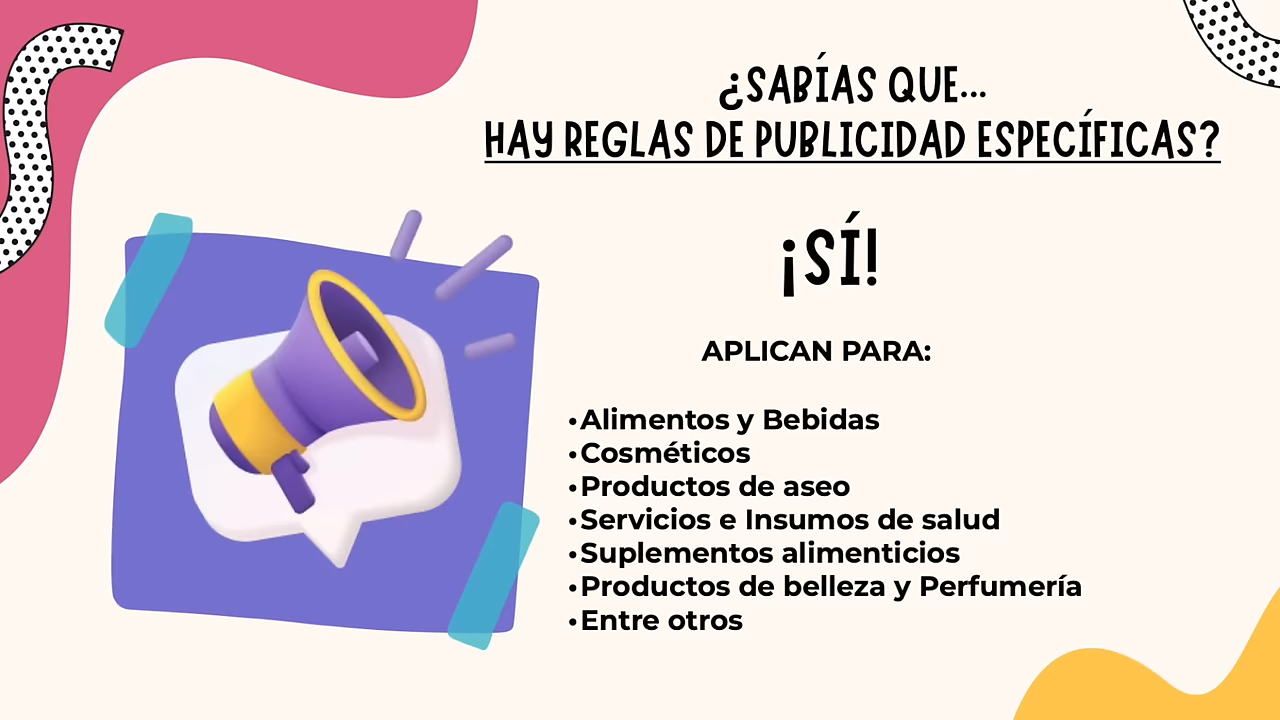 ¿SABÍAS QUE...
HAY REGLAS DE PUBLICIDAD ESPECÍFICAS?
¡SÍ!
APLICAN PARA:
•Alimentos y Bebidas
•Cosméticos
•Productos de aseo
•Servicios e Insumos de salud
•Suplementos alimenticios
•Productos de belleza y Perfumería
•Entre otros